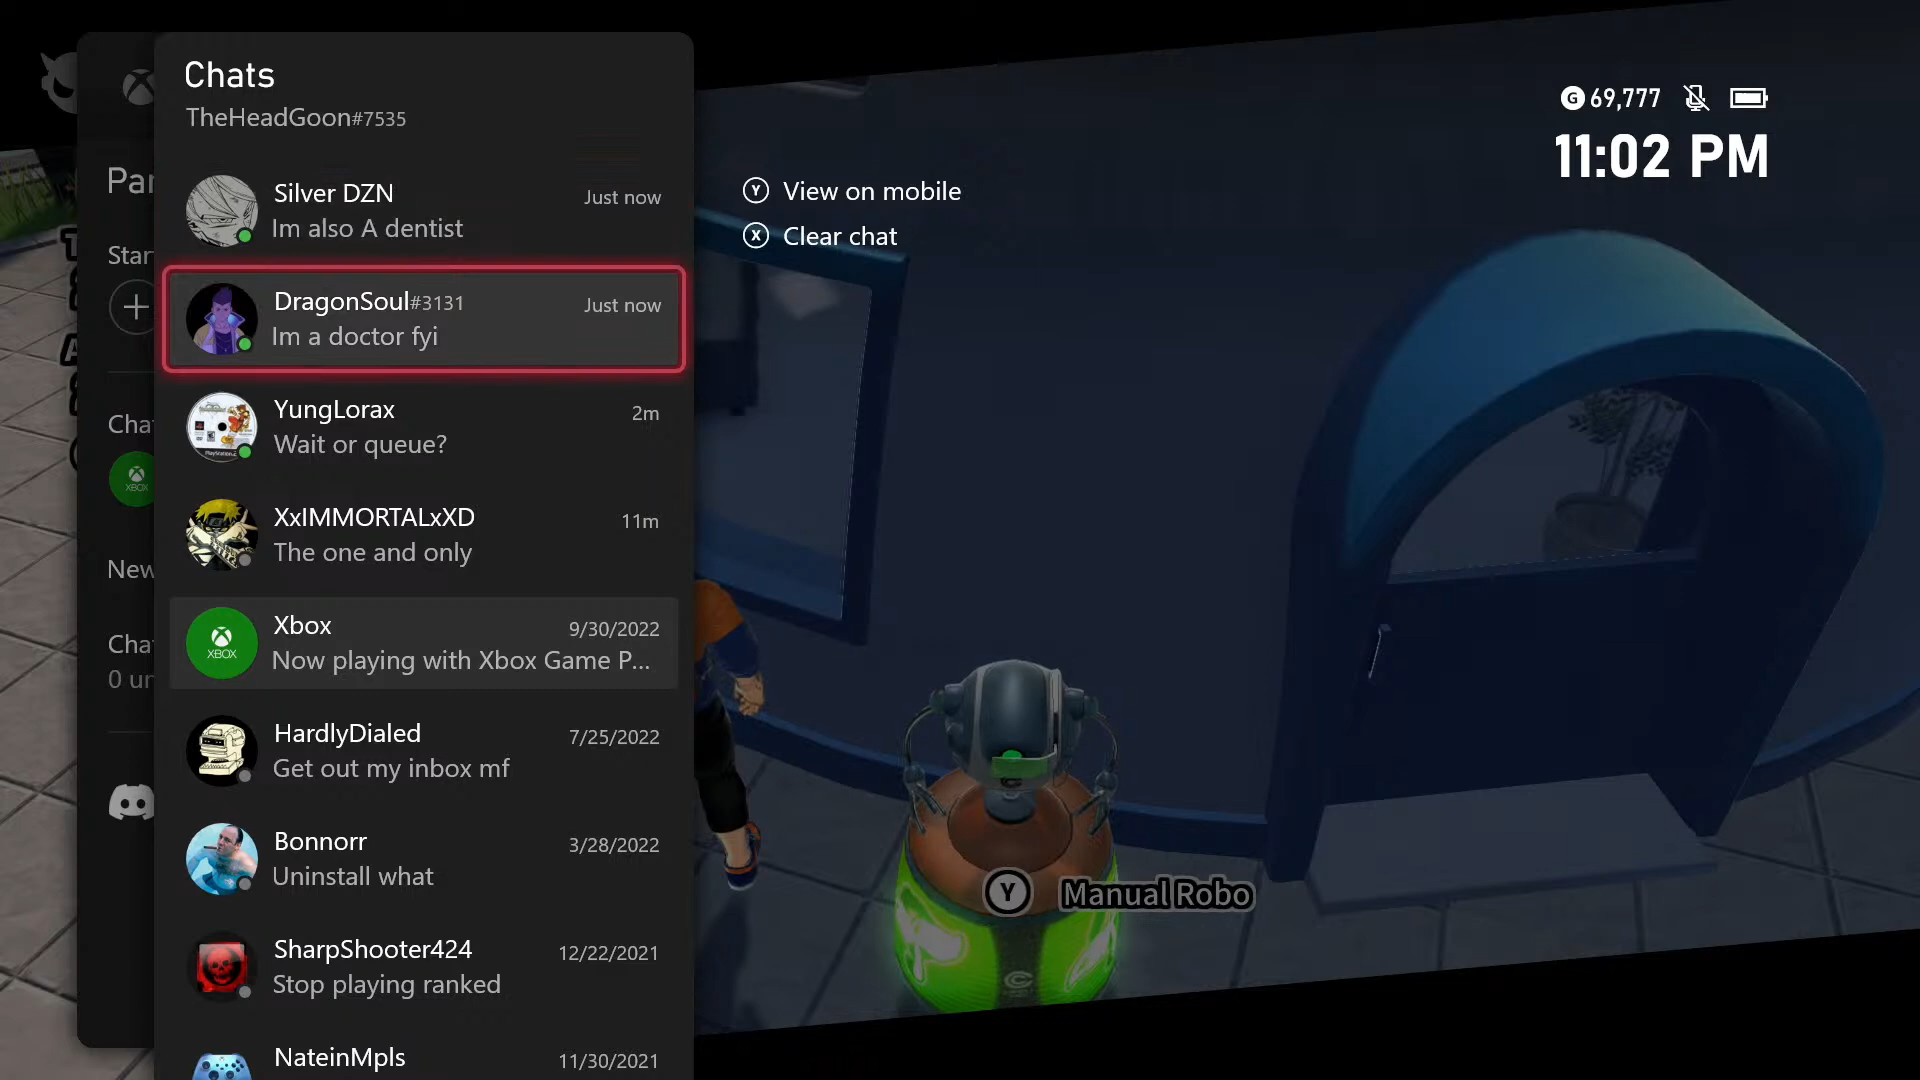 Chats
TheHeadGoon#7535
Silver DZN
Just now
Im also A dentist
DragonSoul#3131
Just now
Im a doctor fyi
YungLorax
2m
Wait or queue?
XxIMMORTALxXD
11m
The one and only
XBOX
Xbox
9/30/2022
Now playing with Xbox Game P...
HardlyDialed
7/25/2022
Get out my inbox mf
Bonnorr
3/28/2022
Uninstall what
SharpShooter424
12/22/2021
Stop playing ranked
NateinMpls
11/30/2021
Par
Star
Cha
XBOX
New
Cha
0 un
Y View on mobile
X Clear chat
G 69,777
11:02 PM
Y Manual Robo